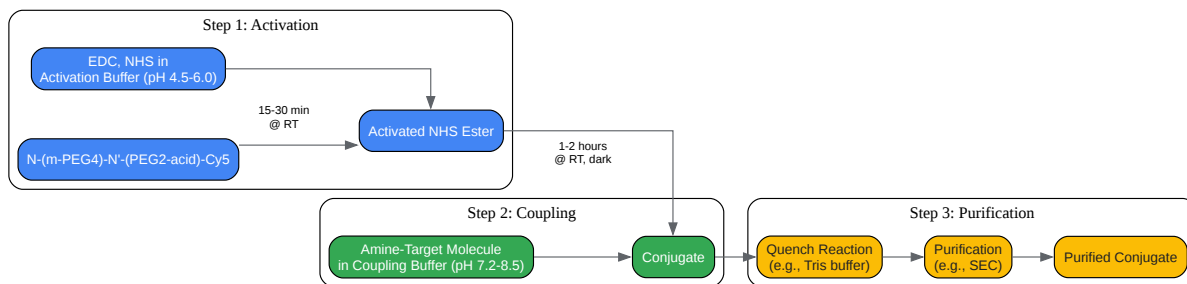 Step 1: Activation
EDC, NHS in
Activation Buffer (pH 4.5-6.0)
15-30 min
@ RT
Activated NHS Ester
N-(m-PEG4)-N'-(PEG2-acid)-Cy5
1-2 hours
@ RT, dark
Step 2: Coupling
Amine-Target Molecule
in Coupling Buffer (pH 7.2-8.5)
Conjugate
Step 3: Purification
Quench Reaction
(e.g., Tris buffer)
Purification
(e.g., SEC)
Purified Conjugate